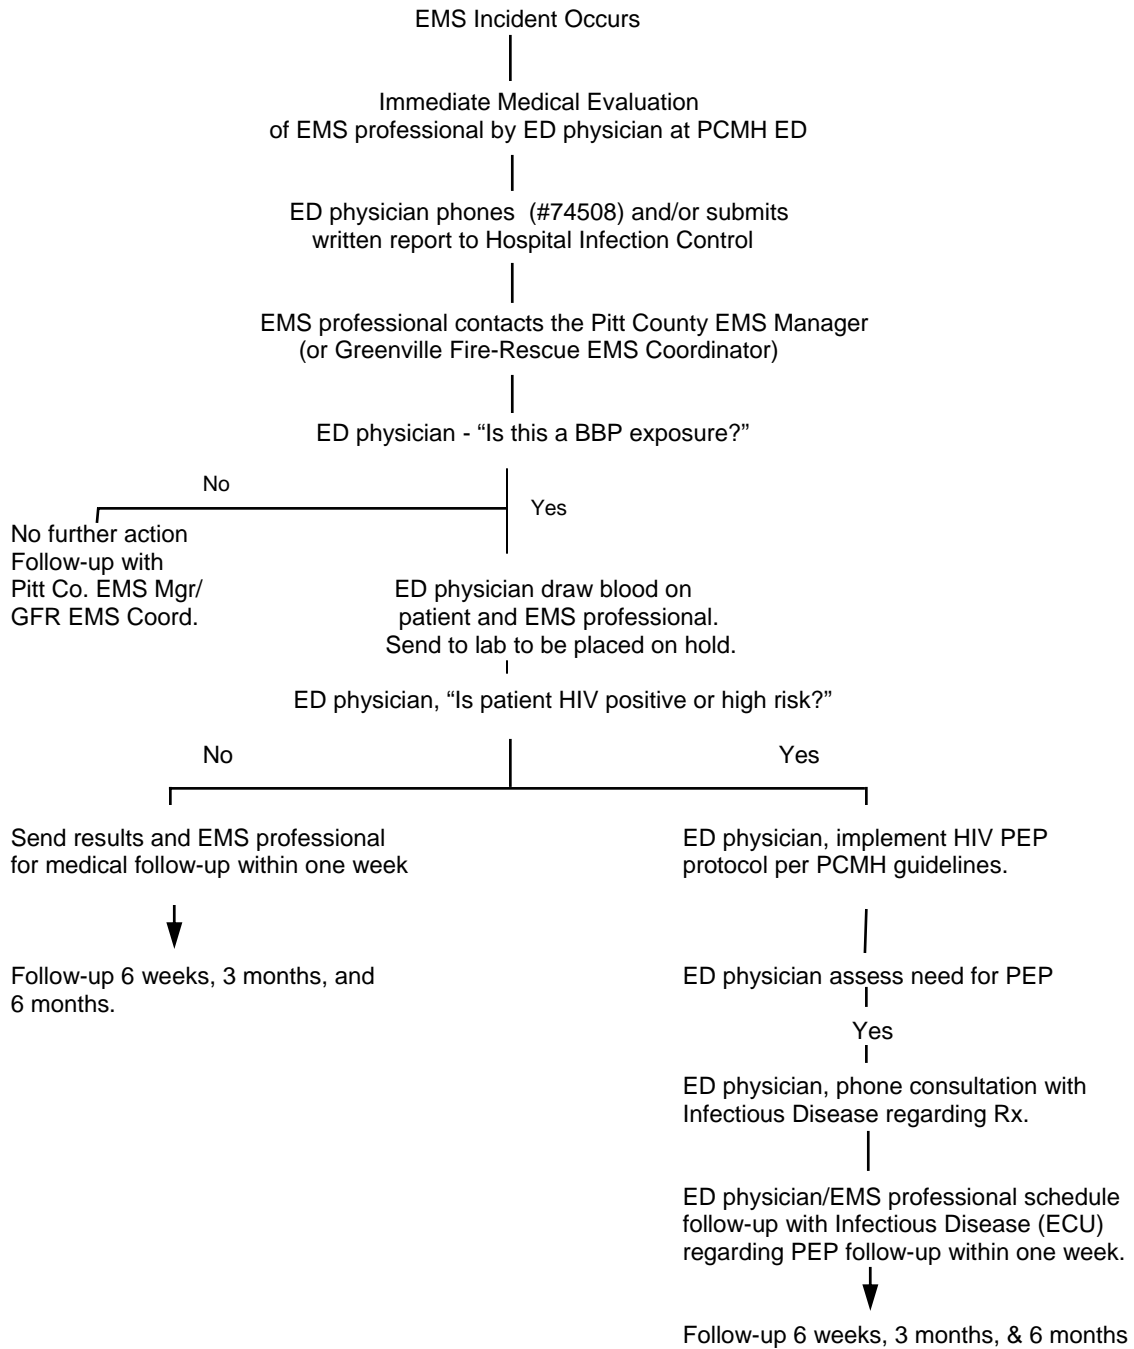 EMS Incident Occurs
Immediate Medical Evaluation
of EMS professional by ED physician at PCMH ED
ED physician phones  (#74508) and/or submits
written report to Hospital Infection Control
EMS professional contacts the Pitt County EMS Manager
(or Greenville Fire-Rescue EMS Coordinator)
ED physician - “Is this a BBP exposure?”
No
Yes
No further action
Follow-up with
Pitt Co. EMS Mgr/
GFR EMS Coord.
ED physician draw blood on
patient and EMS professional.
Send to lab to be placed on hold.
ED physician, “Is patient HIV positive or high risk?”
No
Yes
Send results and EMS professional
for medical follow-up within one week
Follow-up 6 weeks, 3 months, and
6 months.
ED physician, implement HIV PEP
protocol per PCMH guidelines.
ED physician assess need for PEP
Yes
ED physician, phone consultation with
Infectious Disease regarding Rx.
ED physician/EMS professional schedule
follow-up with Infectious Disease (ECU)
regarding PEP follow-up within one week.
Follow-up 6 weeks, 3 months, & 6 months